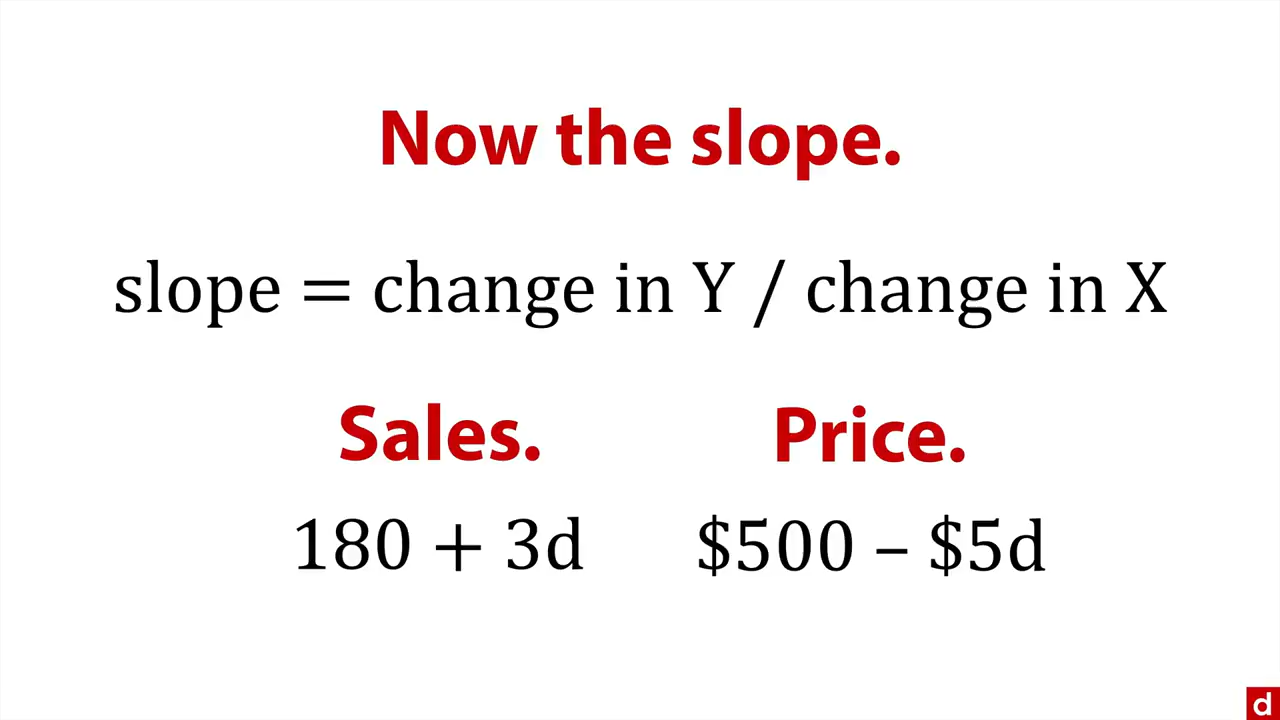 Now the slope.
slope = change in Y / change in X
Sales. Price.
180 + 3d $500 – $5d
d